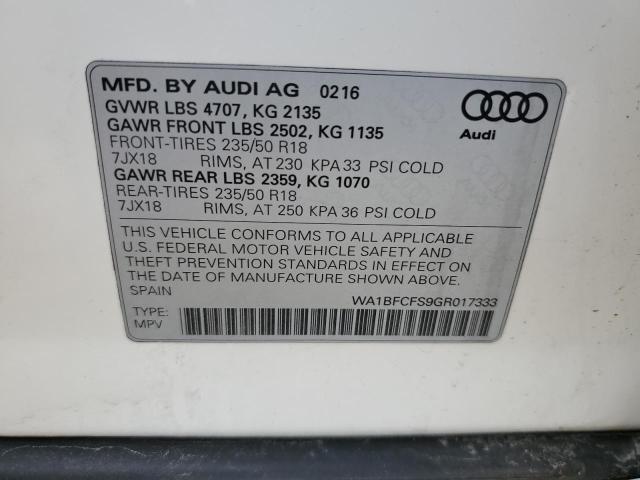 MFD. BY AUDI AG 0216
GVWR LBS 4707, KG 2135
GAWR FRONT LBS 2502, KG 1135
FRONT-TIRES 235/50 R18
7JX18 RIMS, AT 230 KPA 33 PSI COLD
GAWR REAR LBS 2359, KG 1070
REAR-TIRES 235/50 R18
7JX18 RIMS, AT 250 KPA 36 PSI COLD
Audi
THIS VEHICLE CONFORMS TO ALL APPLICABLE
U.S. FEDERAL MOTOR VEHICLE SAFETY AND
THEFT PREVENTION STANDARDS IN EFFECT ON
THE DATE OF MANUFACTURE SHOWN ABOVE.
SPAIN
WA1BFCFS9GR017333
TYPE:
MPV